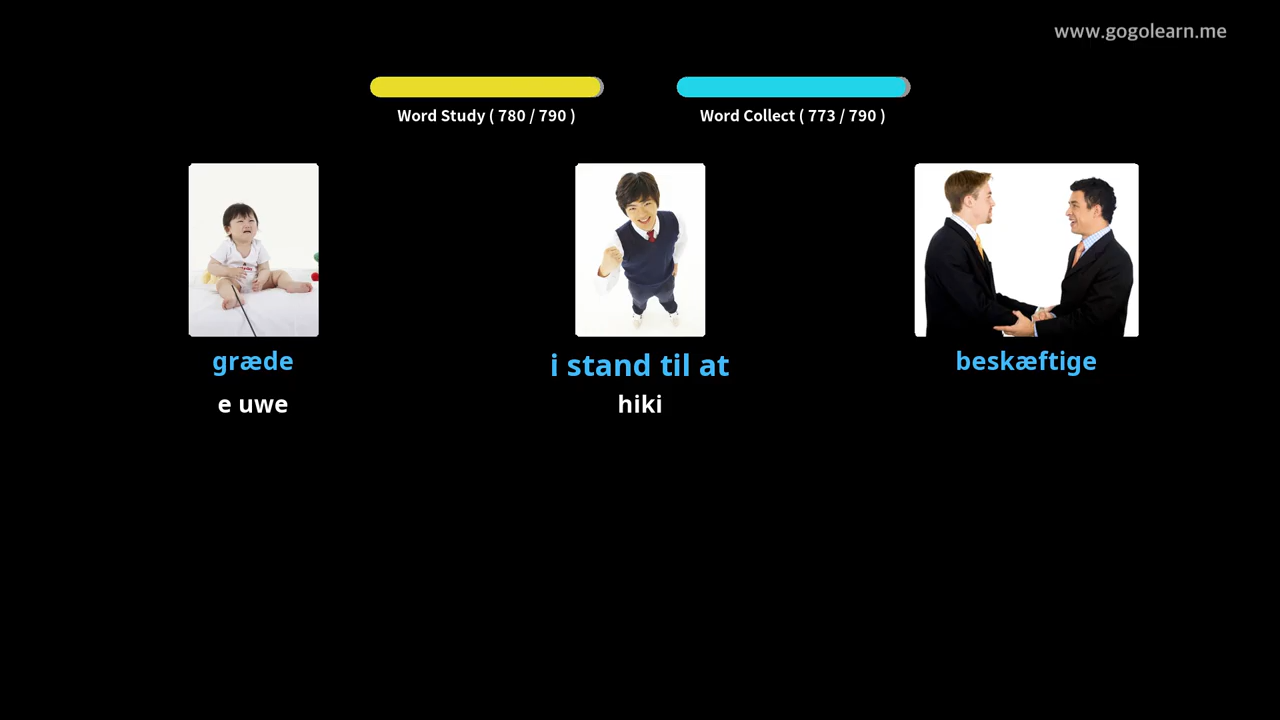 www.gogolearn.me
Word Study ( 780 / 790 )
Word Collect ( 773 / 790 )
græde
i stand til at
beskæftige
e uwe
hiki